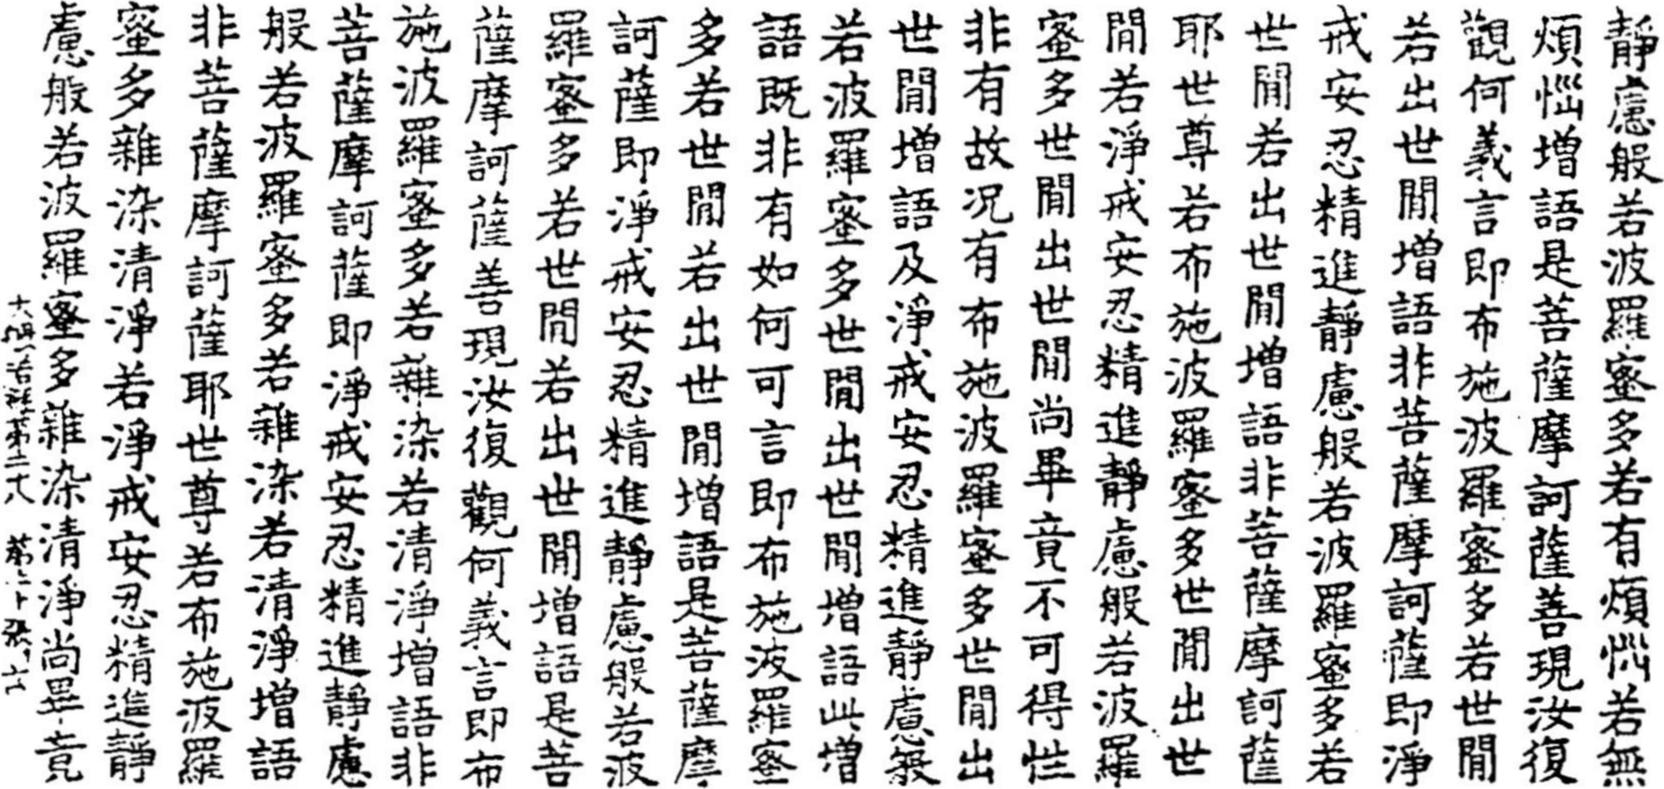 靜慮般若波羅蜜多若有煩惱若無
煩惱增語是菩薩摩訶薩善現汝復
觀何義言即布施波羅蜜多若世間
若出世間增語非菩薩摩訶薩即淨
戒安忍精進靜慮般若波羅蜜多若
世間若出世間增語非菩薩摩訶薩
耶世尊若布施波羅蜜多世間出世
間若淨戒安忍精進靜慮般若波羅
蜜多世間出世間尚畢竟不可得性
非有故况有布施波羅蜜多世間出
世間增語及淨戒安忍精進靜慮般
若波羅蜜多世間出世間增語此增
語既非有如何可言即布施波羅蜜
多若世間若出世間增語是菩薩摩
訶薩即淨戒安忍精進靜慮般若波
羅蜜多若世間若出世間增語是菩
薩摩訶薩善現汝復觀何義言即布
施波羅蜜多若雜染若清淨增語非
菩薩摩訶薩即淨戒安忍精進靜慮
般若波羅蜜多若雜染若清淨增語
非菩薩摩訶薩耶世尊若布施波羅
蜜多雜染清淨若淨戒安忍精進靜
慮般若波羅蜜多雜染清淨尚畢竟